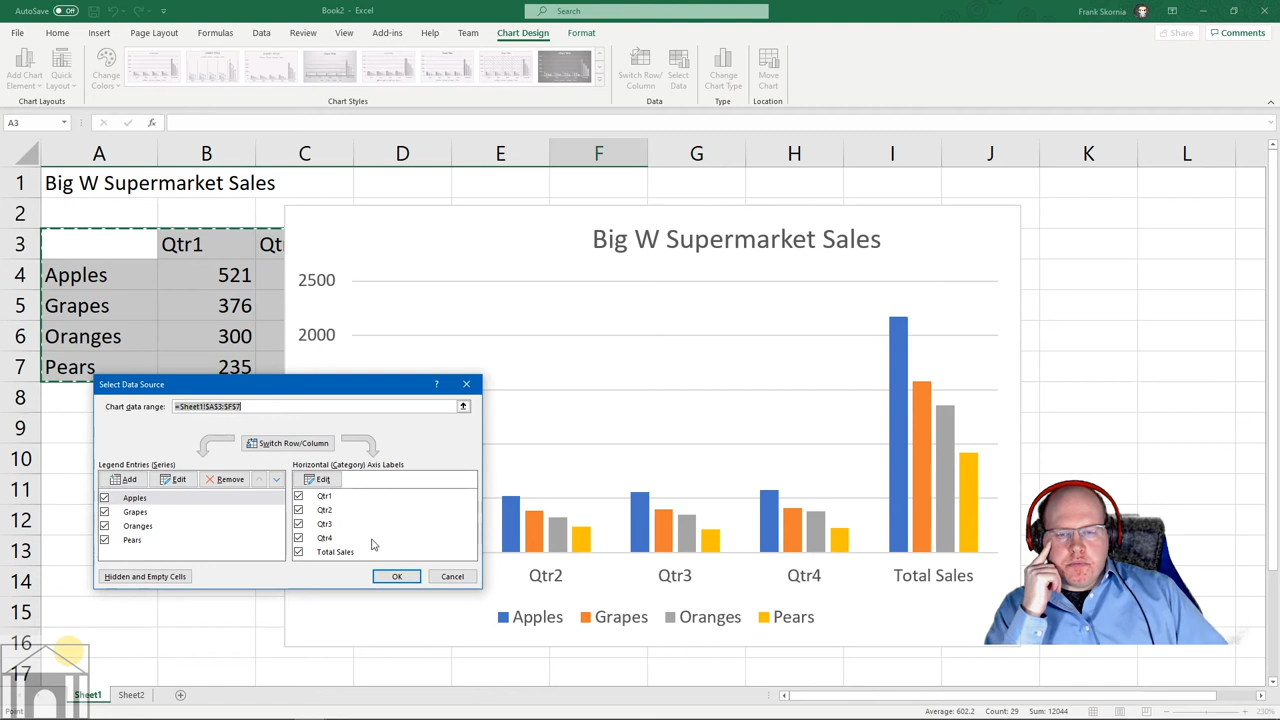 AutoSave Off Book2 - Excel Search Frank Skornia
File Home Insert Page Layout Formulas Data Review View Add-ins Help Team Chart Design Format Share Comments
Add Chart Element Quick Layout Change Colors Switch Row/Column Select Data Change Chart Type Move Chart
Chart Layouts Chart Styles Data Type Location
A3 fx
A B C D E F G H I J K L
1 Big W Supermarket Sales
2
3 Qtr1
4 Apples 521
5 Grapes 376
6 Oranges 300
7 Pears 235
8
9
10
11
12
13
14
15
16
17
Big W Supermarket Sales
2500
2000
Qtr2 Qtr3 Qtr4 Total Sales
Apples Grapes Oranges Pears
Select Data Source ?
Chart data range: =Sheet1!$A$3:$F$7
Switch Row/Column
Legend Entries (Series) Horizontal (Category) Axis Labels
Add Edit Remove Edit
Apples Qtr1
Grapes Qtr2
Oranges Qtr3
Pears Qtr4
Total Sales
Hidden and Empty Cells OK Cancel
Sheet1 Sheet2
Point Average: 602.2 Count: 29 Sum: 12044 230%